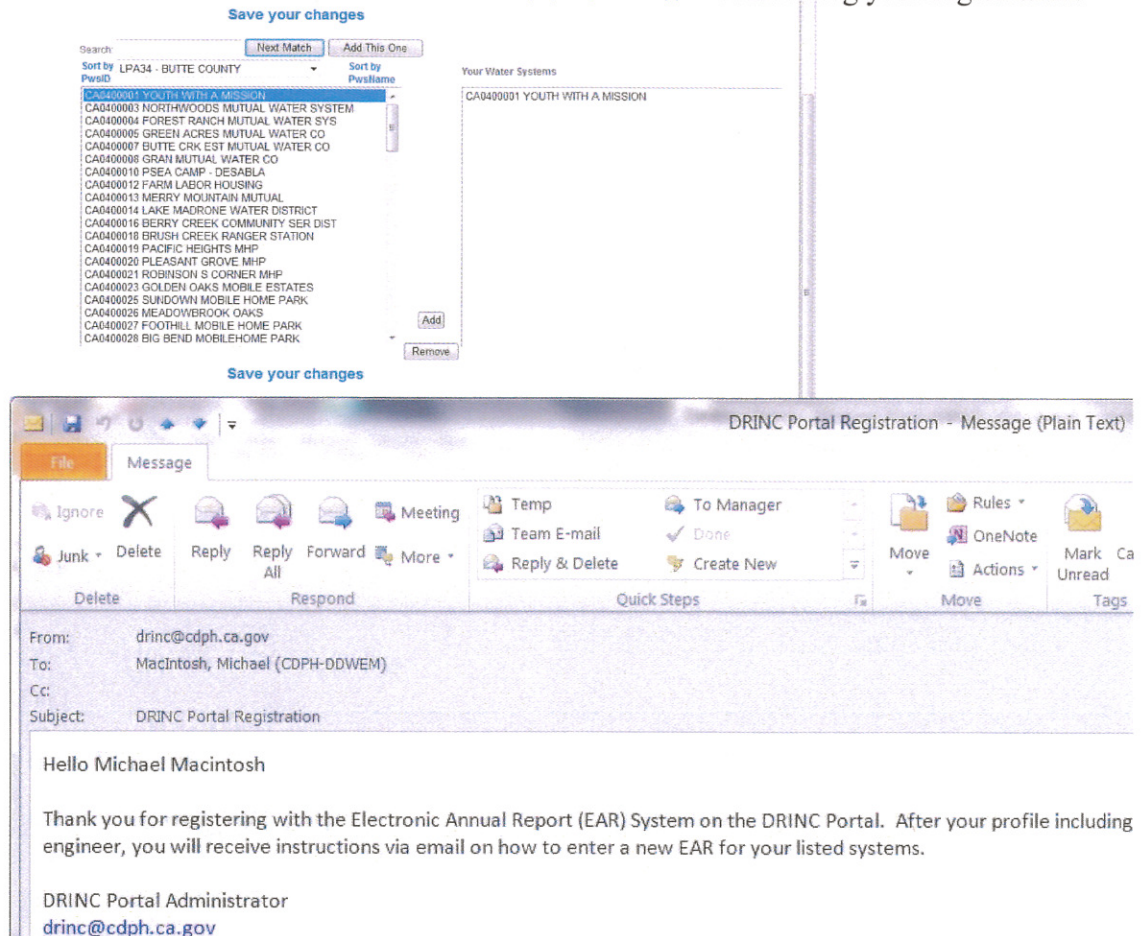 Save your changes
Search: Next Match Add This One
Sort by PwsID LPA34 - BUTTE COUNTY Sort by PwsName
CA0400001 YOUTH WITH A MISSION
CA0400003 NORTHWOODS MUTUAL WATER SYSTEM
CA0400004 FOREST RANCH MUTUAL WATER SYS
CA0400005 GREEN ACRES MUTUAL WATER CO
CA0400007 BUTTE CRK EST MUTUAL WATER CO
CA0400008 GRAN MUTUAL WATER CO
CA0400010 PSEA CAMP - DESABLA
CA0400012 FARM LABOR HOUSING
CA0400013 MERRY MOUNTAIN MUTUAL
CA0400014 LAKE MADRONE WATER DISTRICT
CA0400016 BERRY CREEK COMMUNITY SER DIST
CA0400018 BRUSH CREEK RANGER STATION
CA0400019 PACIFIC HEIGHTS MHP
CA0400020 PLEASANT GROVE MHP
CA0400021 ROBINSON S CORNER MHP
CA0400023 GOLDEN OAKS MOBILE ESTATES
CA0400025 SUNDOWN MOBILE HOME PARK
CA0400026 MEADOWBROOK OAKS
CA0400027 FOOTHILL MOBILE HOME PARK
CA0400028 BIG BEND MOBILEHOME PARK
Add
Remove
Your Water Systems
CA0400001 YOUTH WITH A MISSION
Save your changes
DRINC Portal Registration - Message (Plain Text)
File Message
Ignore
Junk
Delete
Reply
Reply All
Forward
Meeting
More
Temp
Team E-mail
Reply & Delete
To Manager
Done
Create New
Move
Rules
OneNote
Actions
Mark Unread
Ca
Delete Respond Quick Steps Move Tags
From: drinc@cdph.ca.gov
To: MacIntosh, Michael (CDPH-DDWEM)
Cc:
Subject: DRINC Portal Registration
Hello Michael Macintosh
Thank you for registering with the Electronic Annual Report (EAR) System on the DRINC Portal. After your profile including
engineer, you will receive instructions via email on how to enter a new EAR for your listed systems.
DRINC Portal Administrator
drinc@cdph.ca.gov